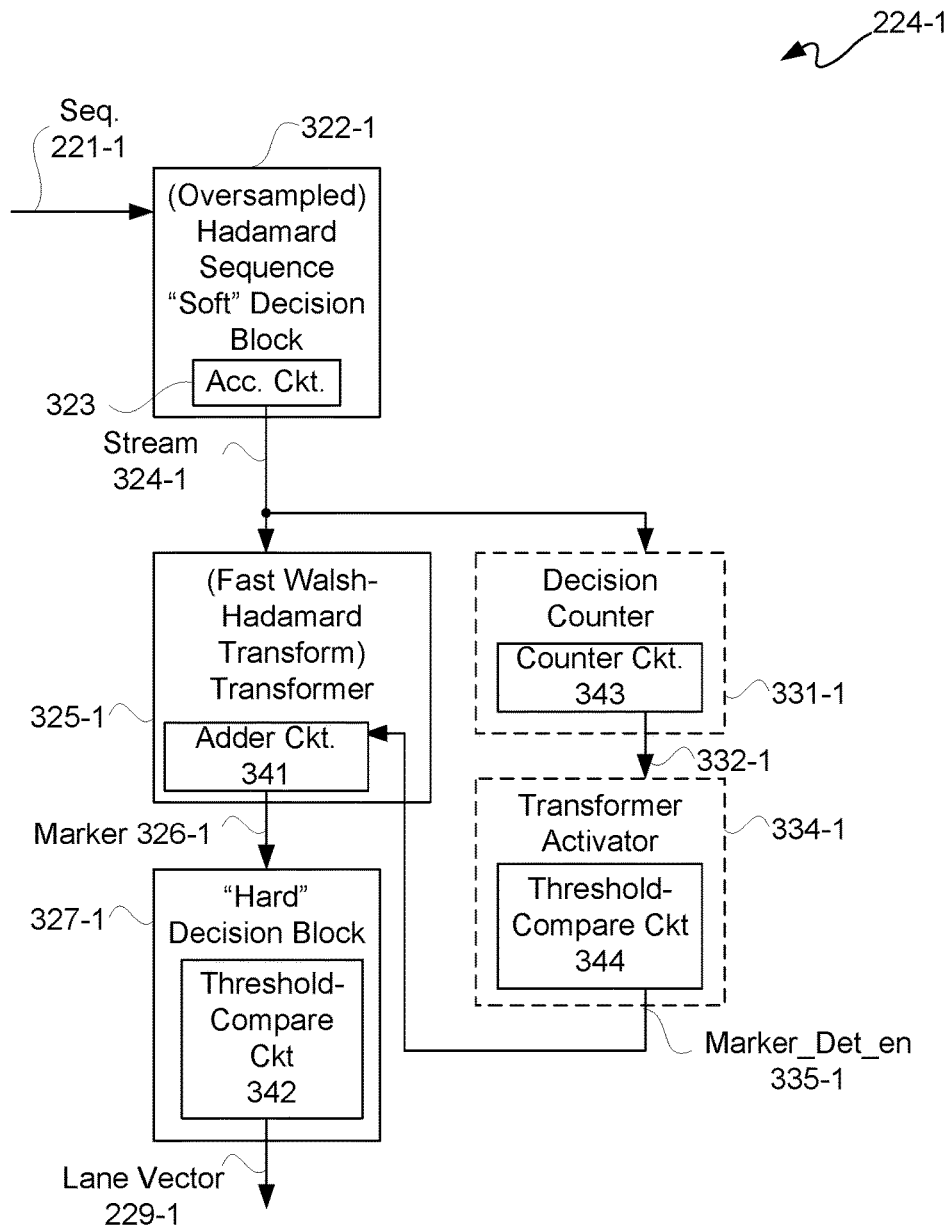 224-1
Seq.
221-1
322-1
(Oversampled)
Hadamard
Sequence
“Soft” Decision
Block
Acc. Ckt.
323
Stream
324-1
(Fast Walsh-
Hadamard
Transform)
Transformer
325-1
Adder Ckt.
341
Decision
Counter
Counter Ckt.
343
331-1
332-1
Transformer
Activator
334-1
Threshold-
Compare Ckt
344
Marker 326-1
327-1
“Hard”
Decision Block
Threshold-
Compare
Ckt
342
Marker_Det_en
335-1
Lane Vector
229-1